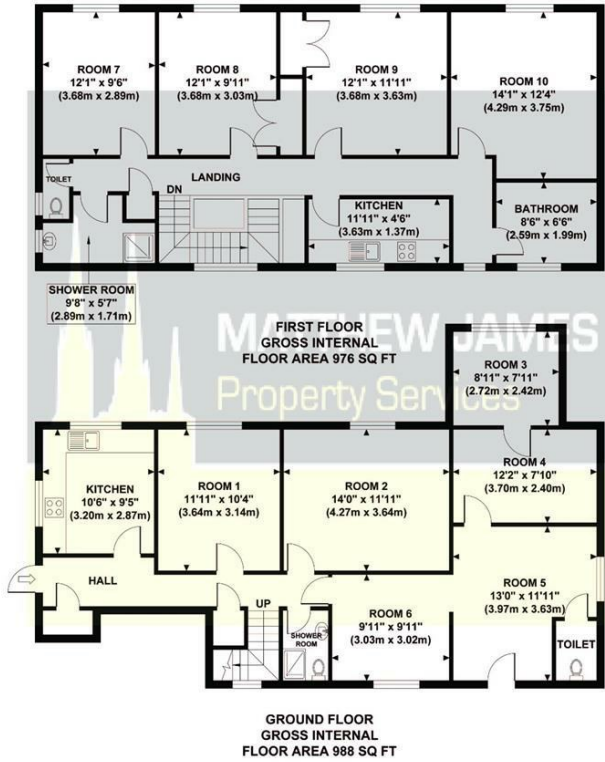 ROOM 7
12'1" x 9'6"
(3.68m x 2.89m)
ROOM 8
12'1" x 9'11"
(3.68m x 3.03m)
ROOM 9
12'1" x 11'11"
(3.68m x 3.63m)
ROOM 10
14'1" x 12'4"
(4.29m x 3.75m)
TOILET
LANDING
DN
KITCHEN
11'11" x 4'6"
(3.63m x 1.37m)
BATHROOM
8'6" x 6'6"
(2.59m x 1.99m)
SHOWER ROOM
9'8" x 5'7"
(2.89m x 1.71m)
FIRST FLOOR
GROSS INTERNAL
FLOOR AREA 976 SQ FT
MATTHEW JAMES
Property Services
ROOM 3
8'11" x 7'11"
(2.72m x 2.42m)
ROOM 4
12'2" x 7'10"
(3.70m x 2.40m)
KITCHEN
10'6" x 9'5"
(3.20m x 2.87m)
ROOM 1
11'11" x 10'4"
(3.64m x 3.14m)
ROOM 2
14'0" x 11'11"
(4.27m x 3.64m)
HALL
UP
SHOWER
ROOM
ROOM 6
9'11" x 9'11"
(3.03m x 3.02m)
ROOM 5
13'0" x 11'11"
(3.97m x 3.63m)
TOILET
GROUND FLOOR
GROSS INTERNAL
FLOOR AREA 988 SQ FT